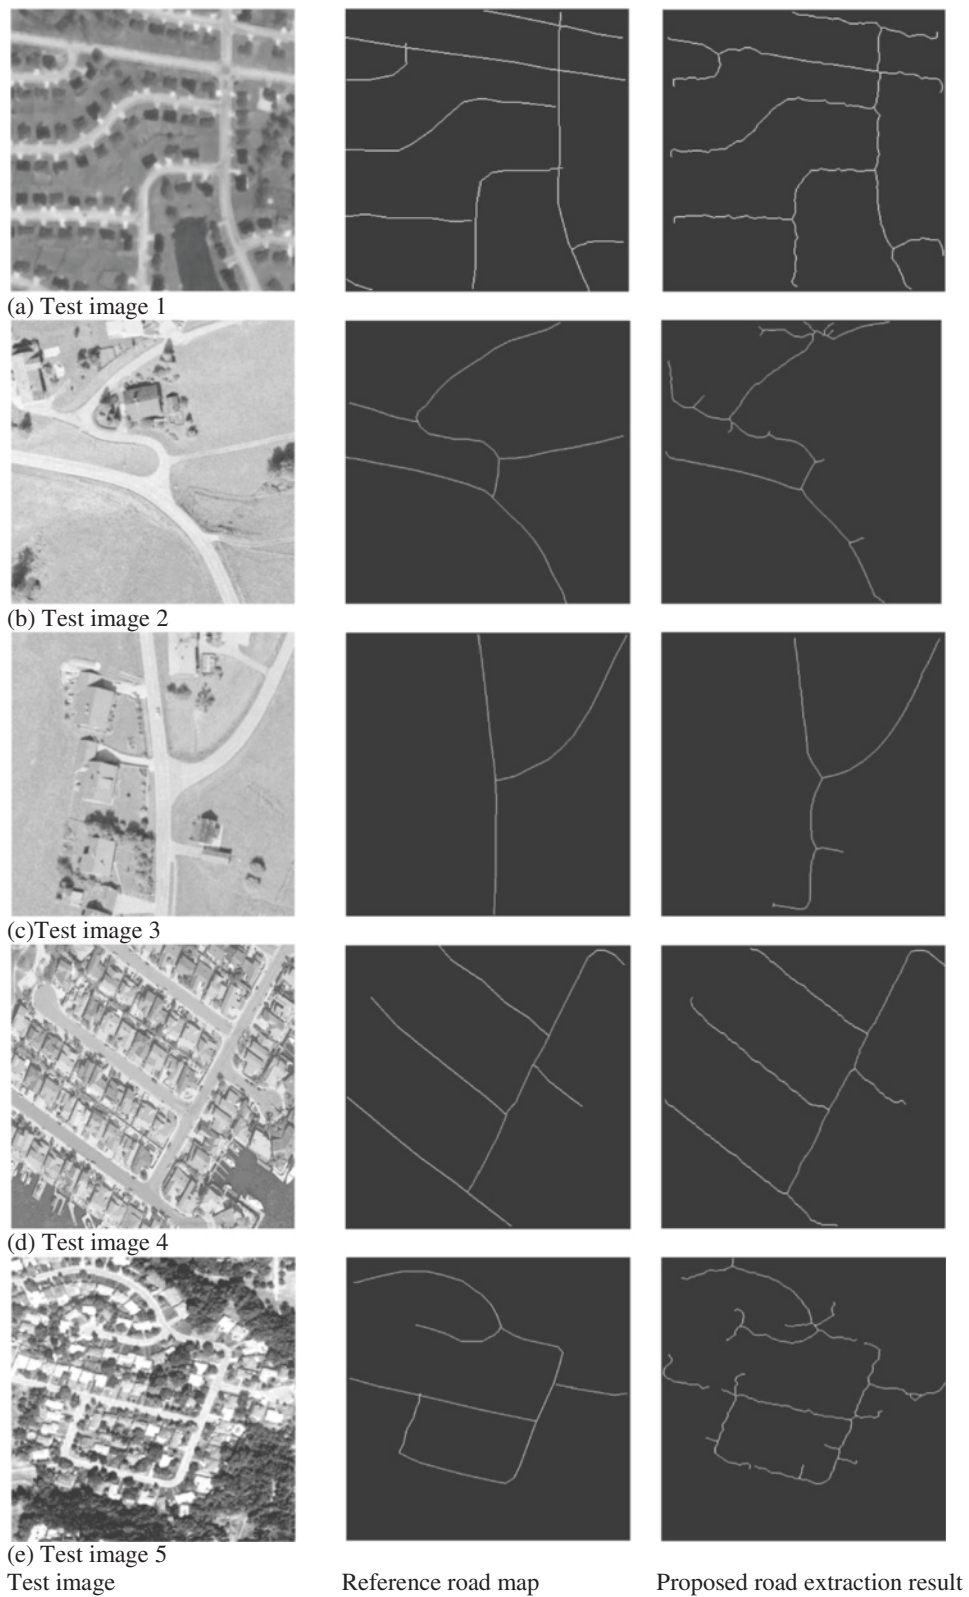 (a) Test image 1
(b) Test image 2
(c)Test image 3
(d) Test image 4
(e) Test image 5
Test image Reference road map Proposed road extraction result